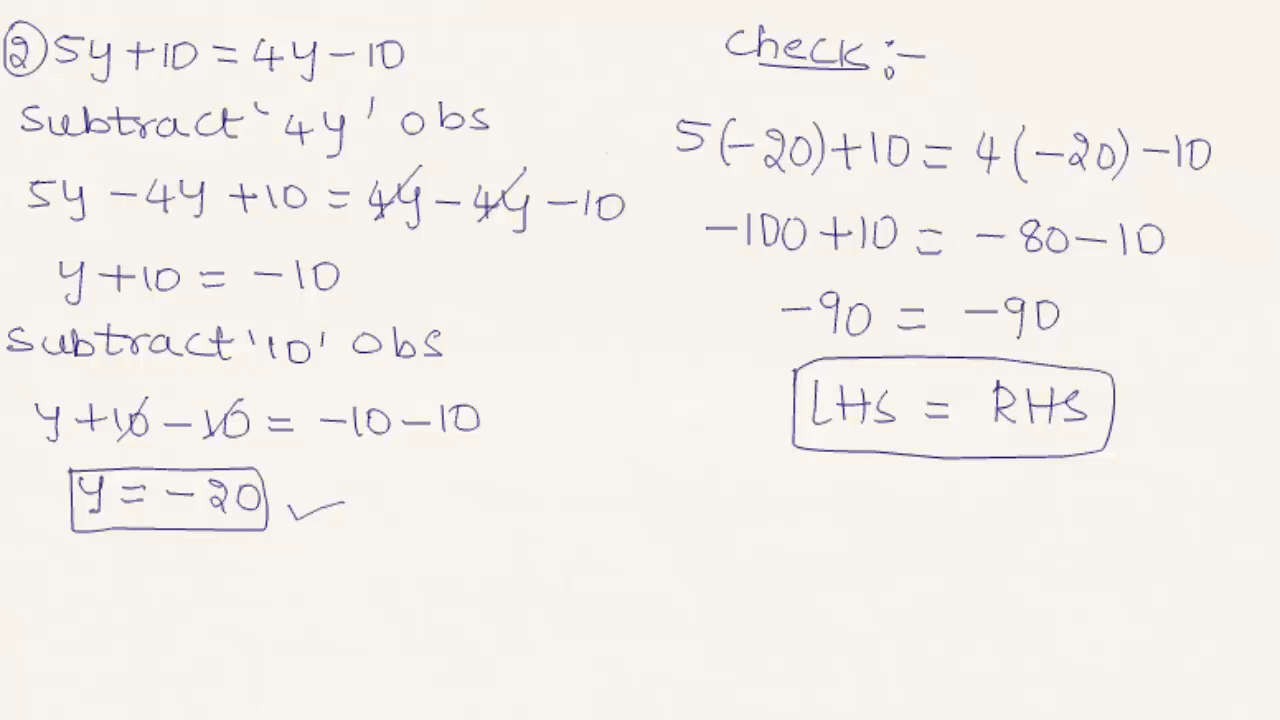 ② 5y + 10 = 4y - 10
Subtract '4y' obs
5y - 4y + 10 = 4y - 4y - 10
y + 10 = -10
Subtract '10' obs
y + 10 - 10 = -10 - 10
y = -20 ✓
Check :-
5(-20) + 10 = 4(-20) - 10
-100 + 10 = -80 - 10
-90 = -90
LHS = RHS